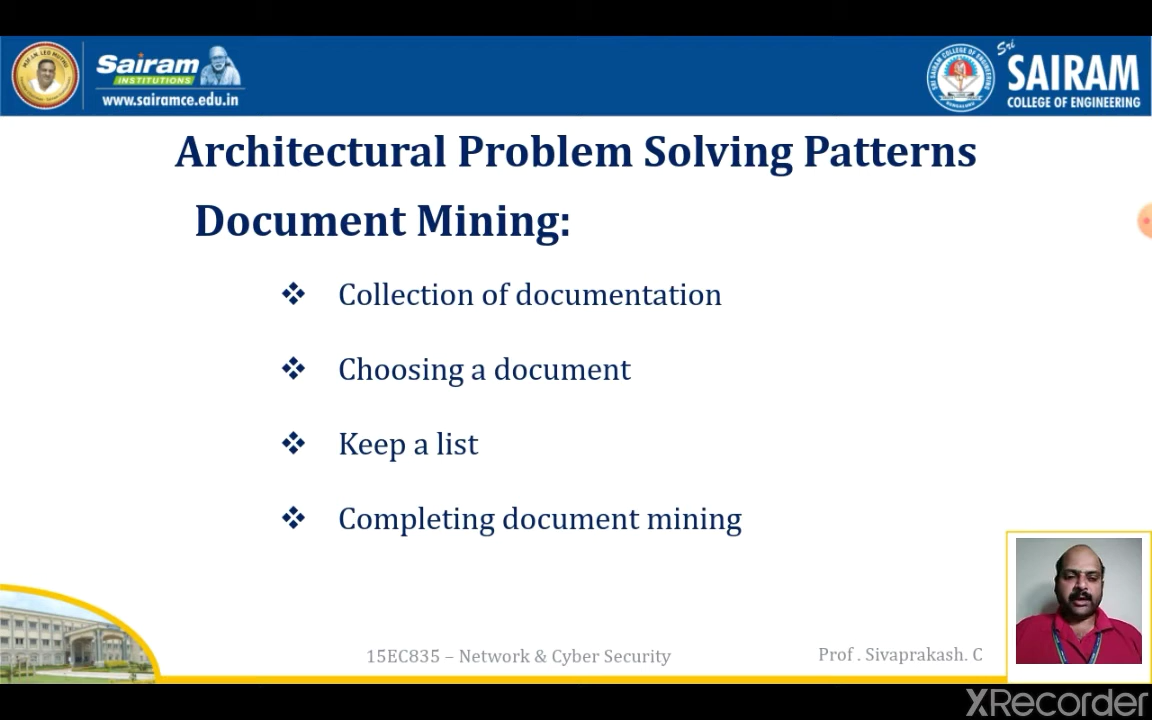 Sairam
INSTITUTIONS
www.sairamce.edu.in
Sri
SAIRAM
COLLEGE OF ENGINEERING
Architectural Problem Solving Patterns
Document Mining:
❖ Collection of documentation
❖ Choosing a document
❖ Keep a list
❖ Completing document mining
15EC835 – Network & Cyber Security
Prof . Sivaprakash. C
XRecorder